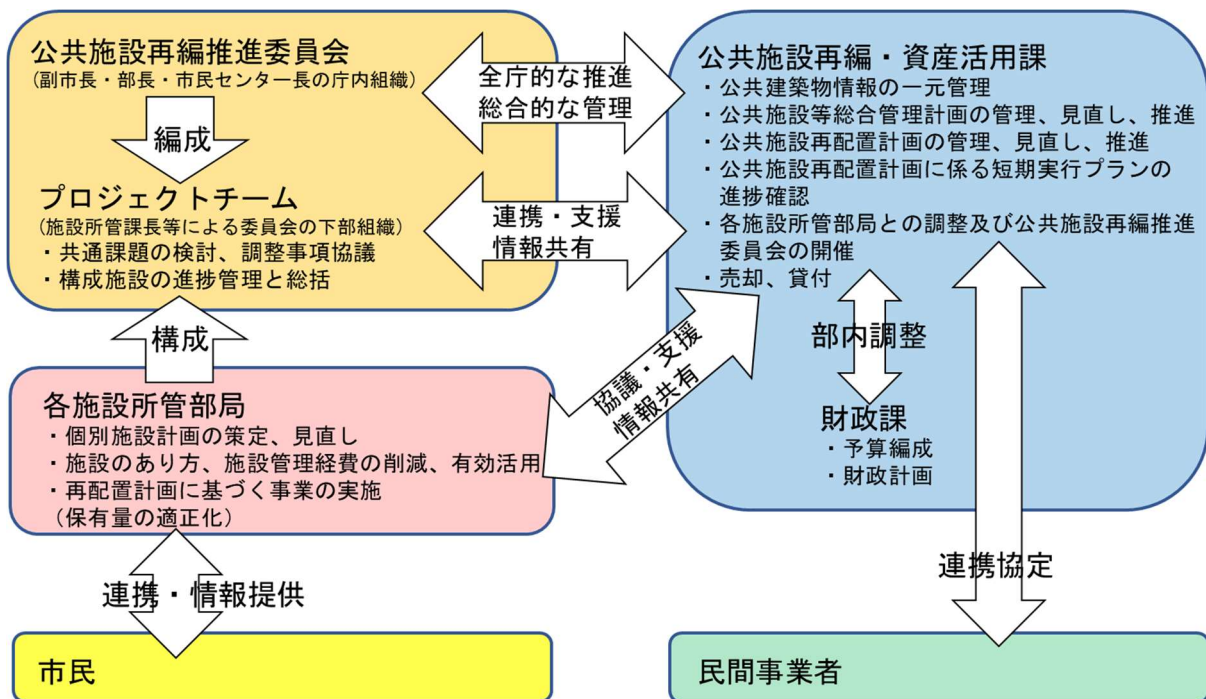 公共施設再編推進委員会
(副市長・部長・市民センター長の庁内組織)
編成
プロジェクトチーム
(施設所管課長等による委員会の下部組織)
・共通課題の検討、調整事項協議
・構成施設の進捗管理と総括
構成
各施設所管部局
・個別施設計画の策定、見直し
・施設のあり方、施設管理経費の削減、有効活用
・再配置計画に基づく事業の実施
(保有量の適正化)
連携・情報提供
市民
全庁的な推進
総合的な管理
連携・支援
情報共有
協議・支援
情報共有
公共施設再編・資産活用課
・公共建築物情報の一元管理
・公共施設等総合管理計画の管理、見直し、推進
・公共施設再配置計画の管理、見直し、推進
・公共施設再配置計画に係る短期実行プランの
進捗確認
・各施設所管部局との調整及び公共施設再編推進
委員会の開催
・売却、貸付
部内調整
財政課
・予算編成
・財政計画
連携協定
民間事業者